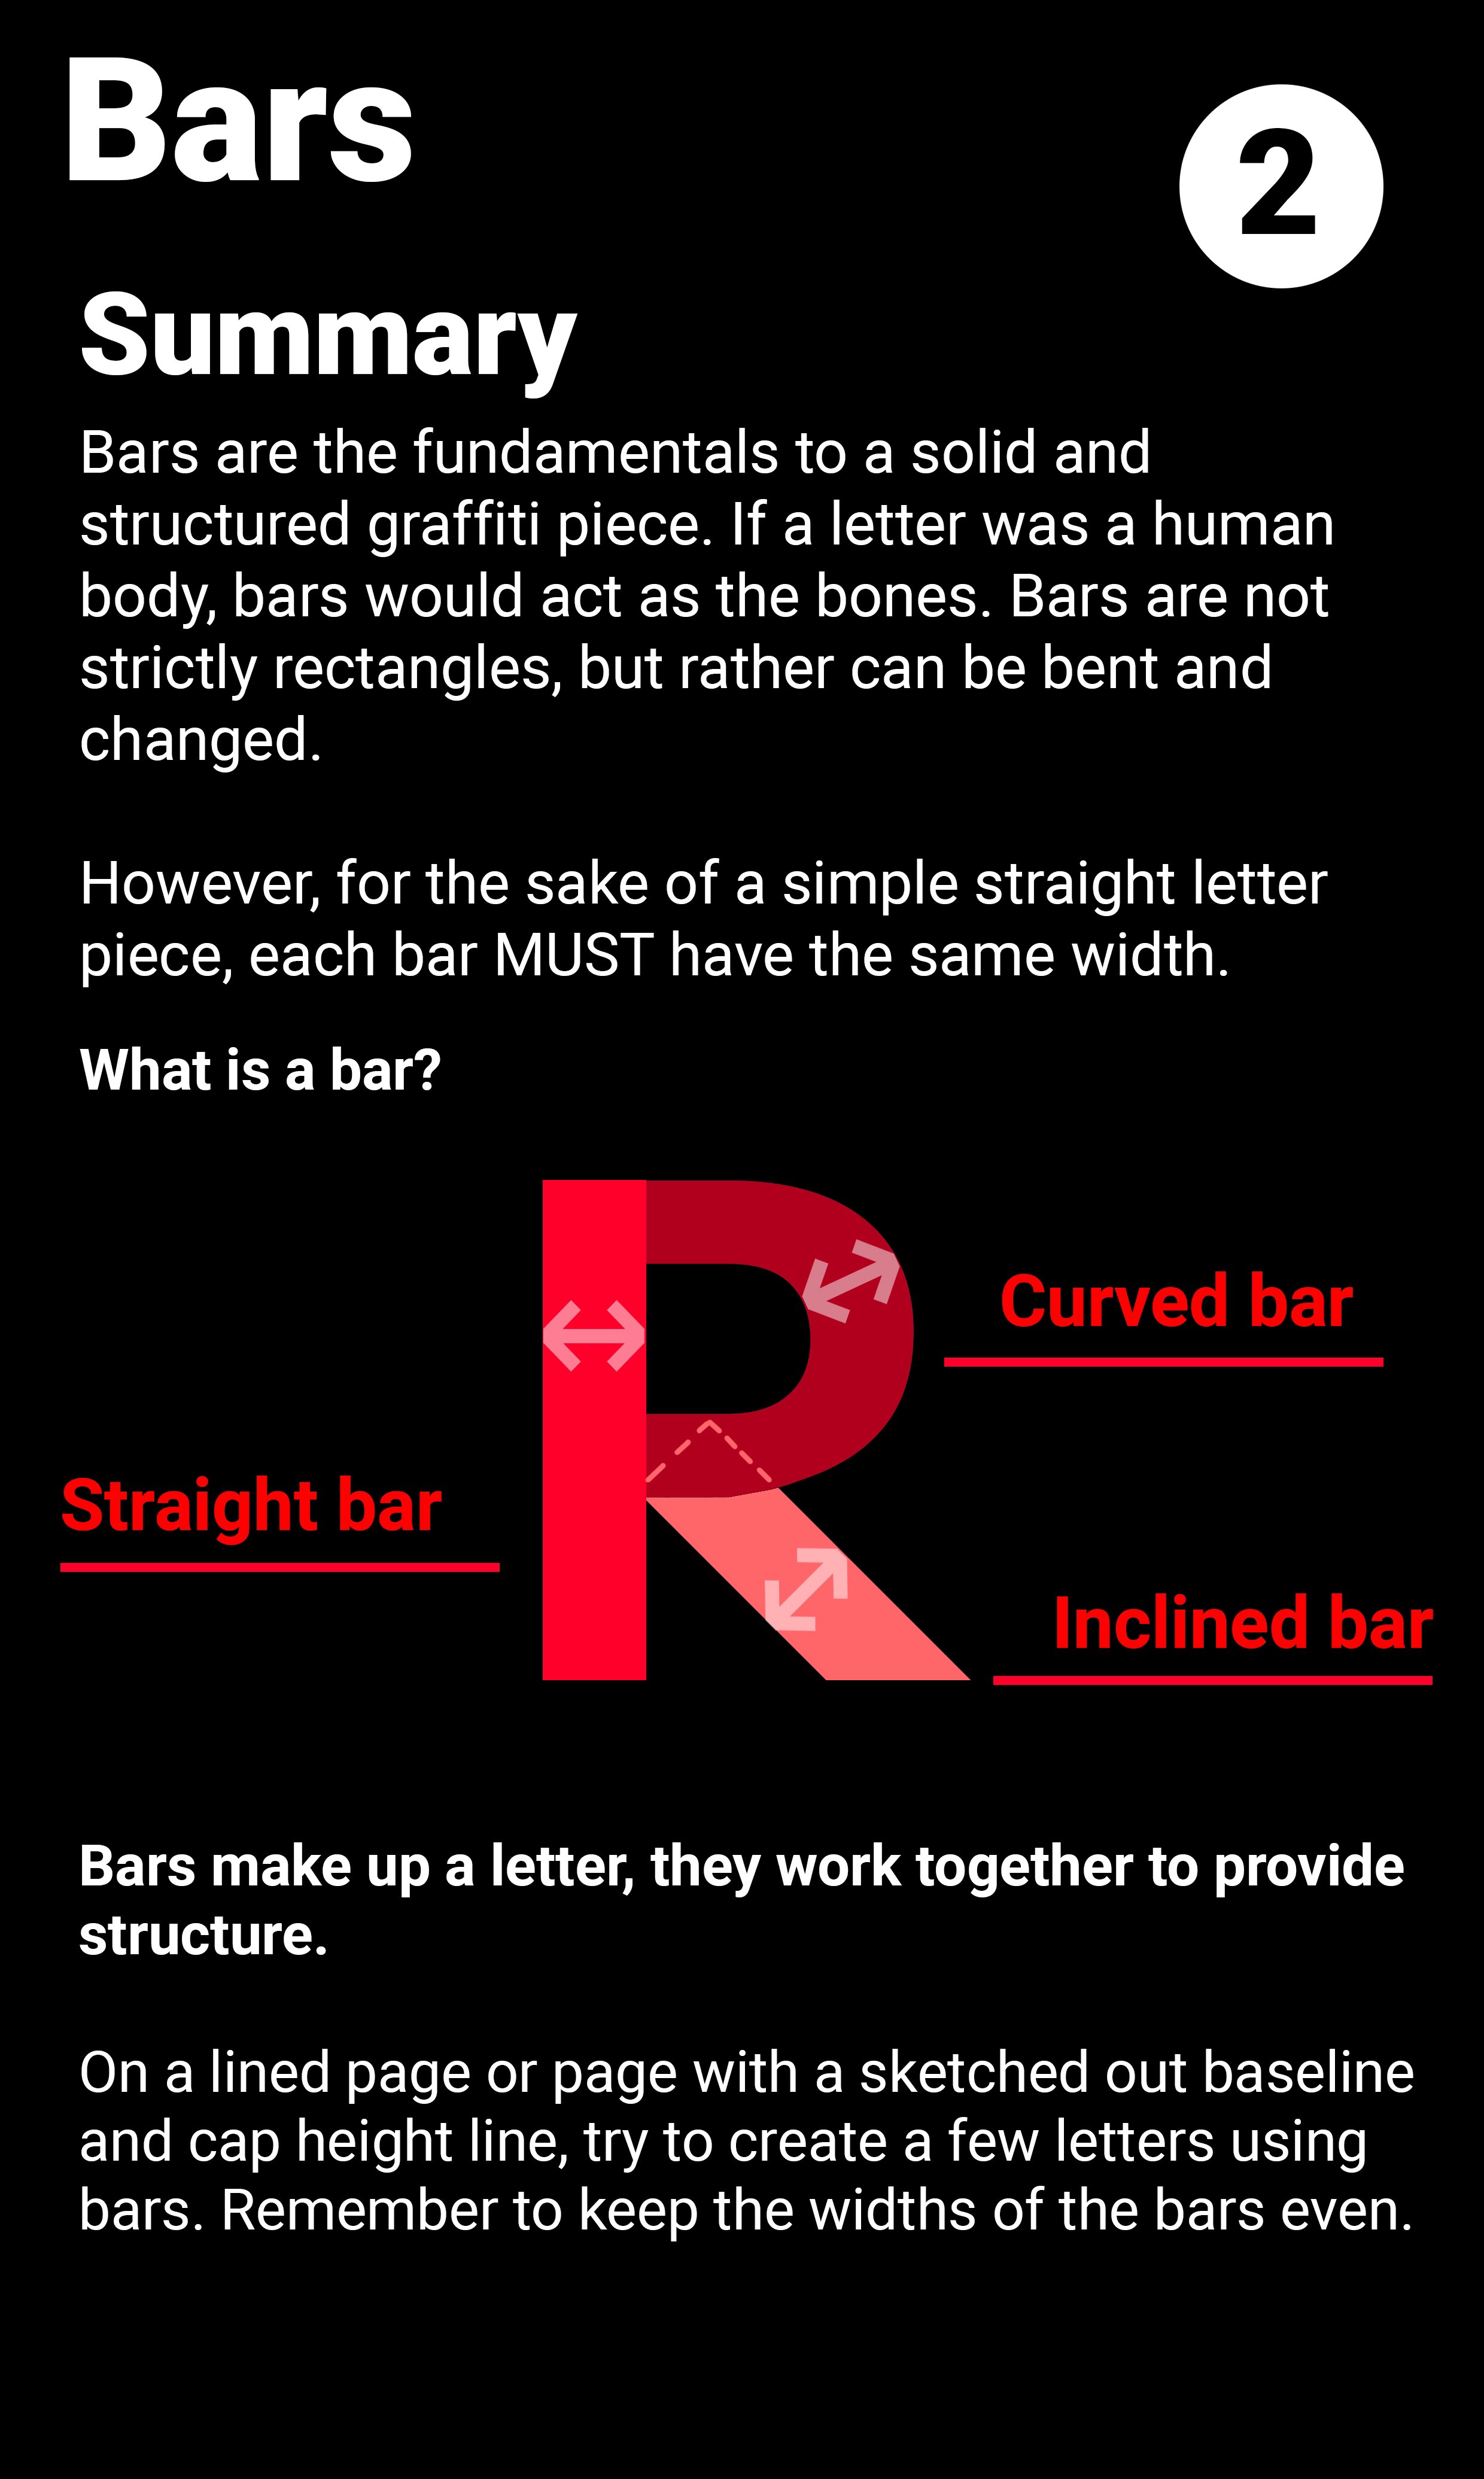 Bars
2
Summary
Bars are the fundamentals to a solid and
structured graffiti piece. If a letter was a human
body, bars would act as the bones. Bars are not
strictly rectangles, but rather can be bent and
changed.
However, for the sake of a simple straight letter
piece, each bar MUST have the same width.
What is a bar?
R
Curved bar
Straight bar
Inclined bar
Bars make up a letter, they work together to provide
structure.
On a lined page or page with a sketched out baseline
and cap height line, try to create a few letters using
bars. Remember to keep the widths of the bars even.